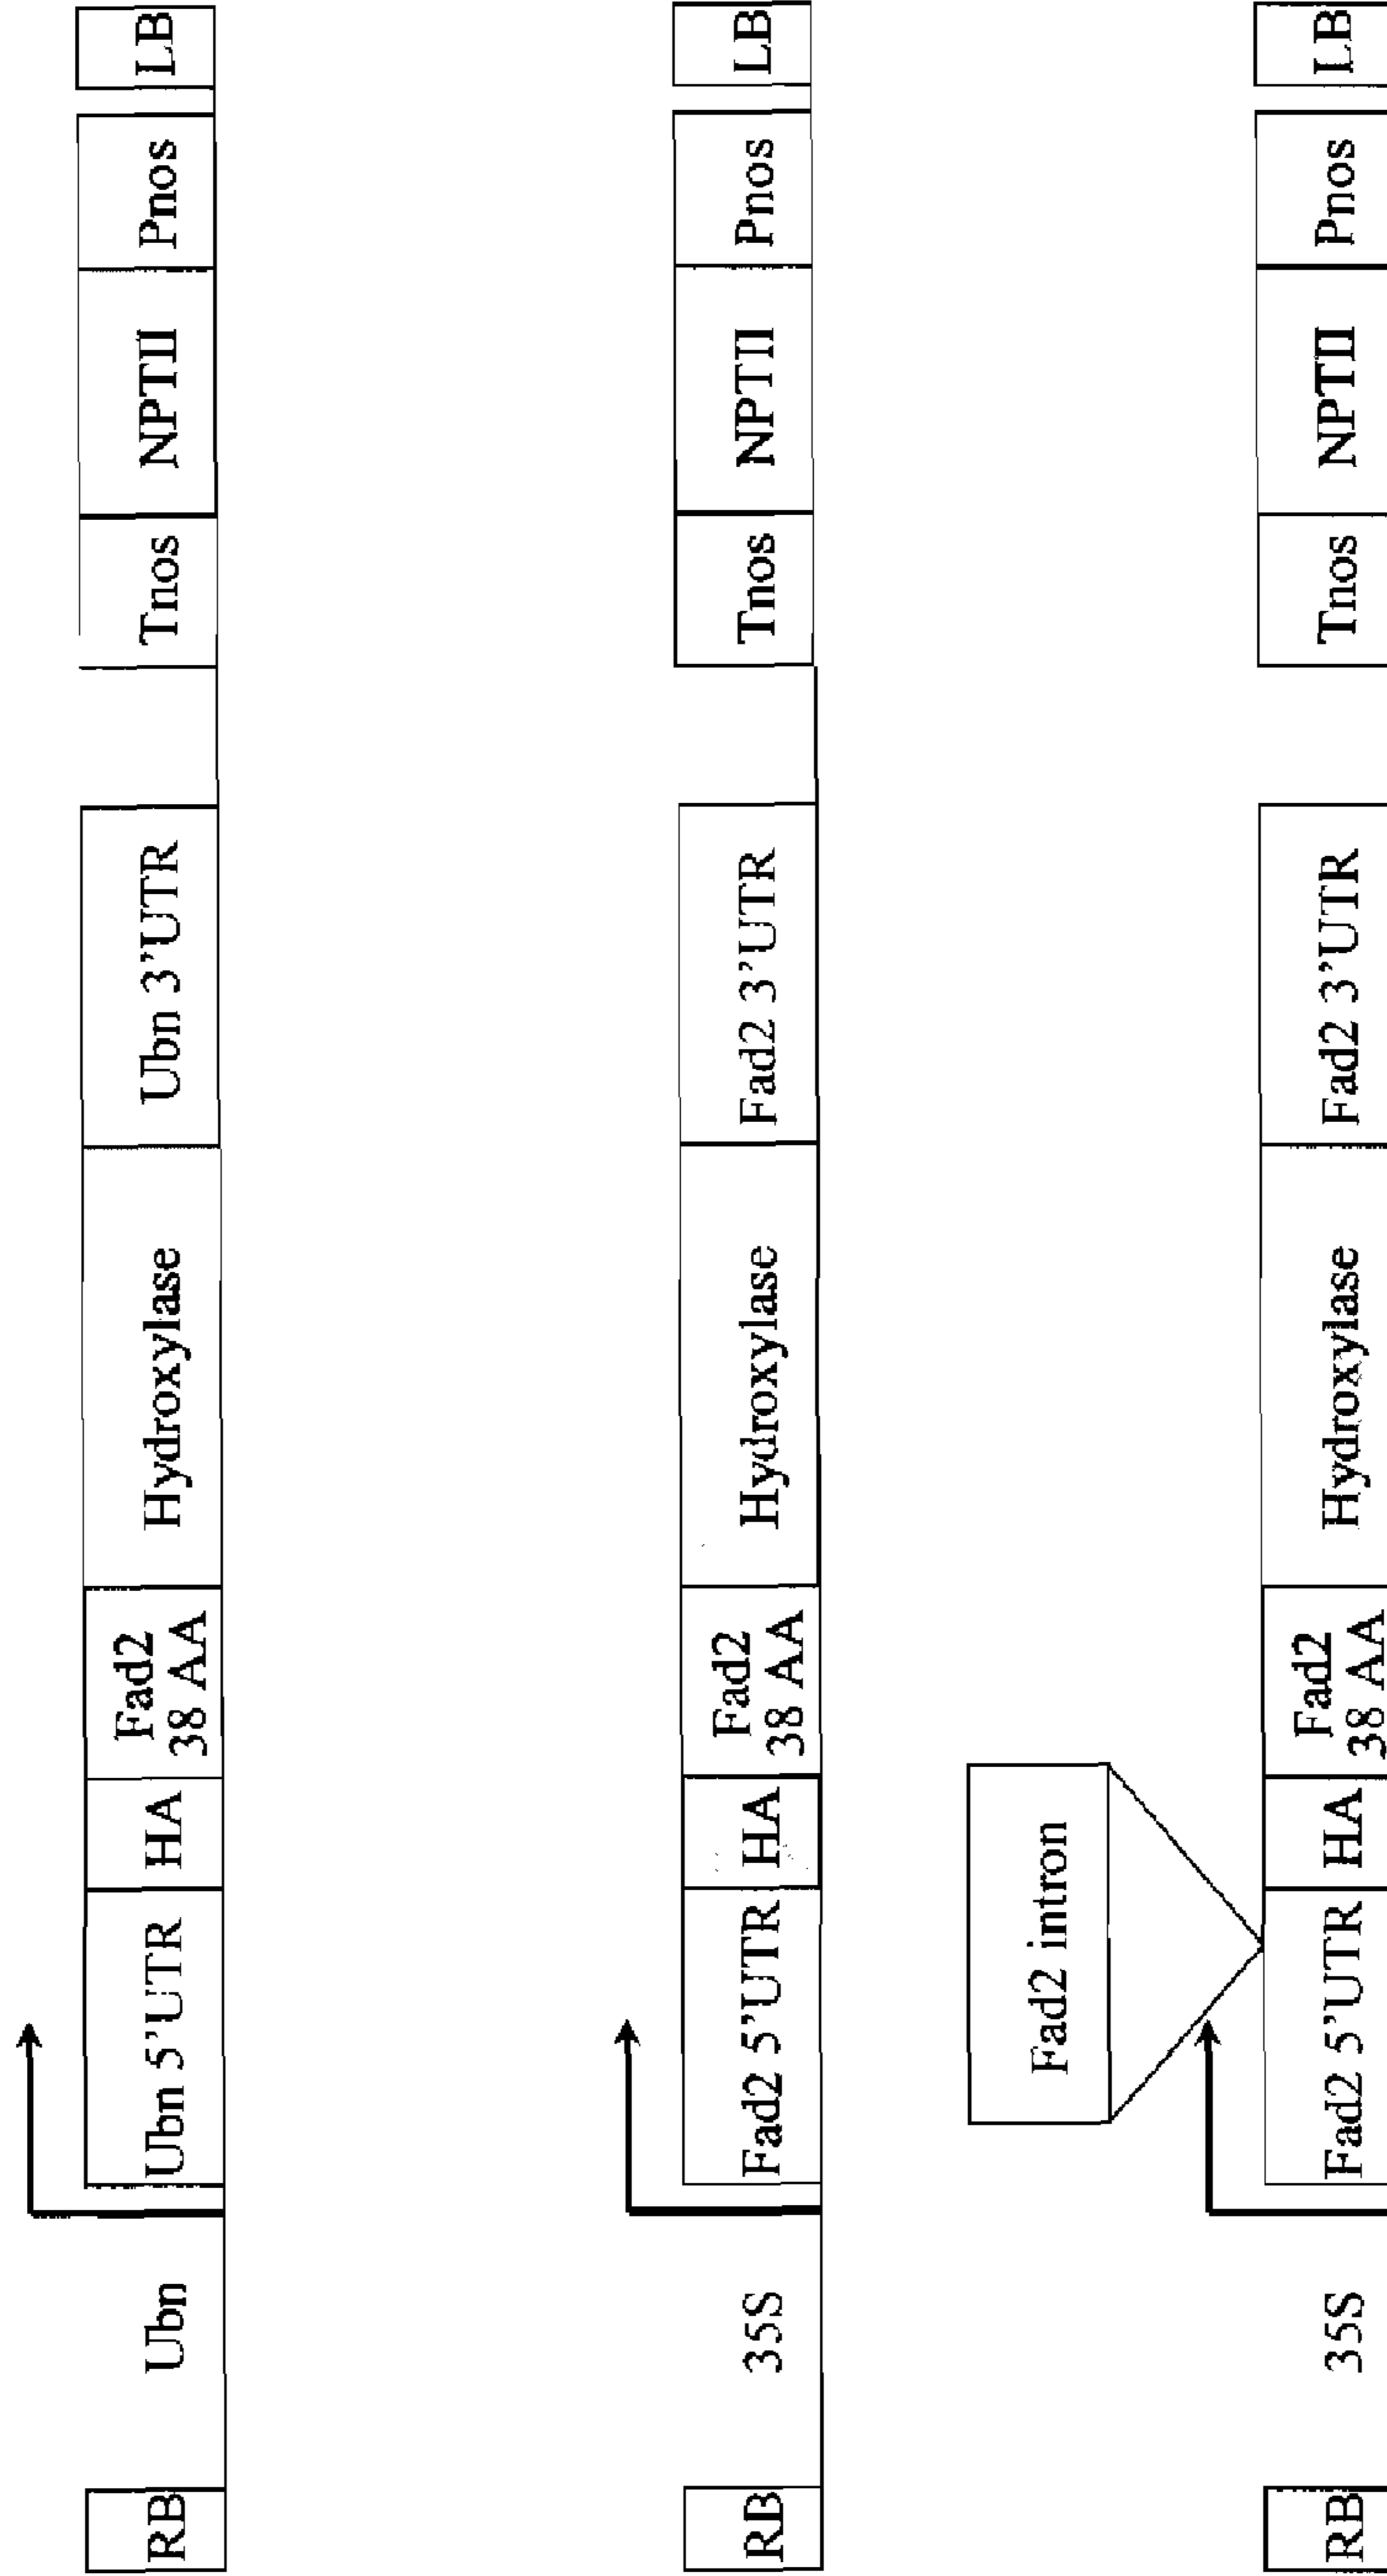 RB
Ubn
Ubn 5’UTR
HA
Fad2
38 AA
Hydroxylase
Ubn 3’UTR
Tnos
NPTII
Pnos
LB
RB
35S
Fad2 5’UTR
HA
Fad2
38 AA
Hydroxylase
Fad2 3’UTR
Tnos
NPTII
Pnos
LB
Fad2 intron
RB
35S
Fad2 5’UTR
HA
Fad2
38 AA
Hydroxylase
Fad2 3’UTR
Tnos
NPTII
Pnos
LB